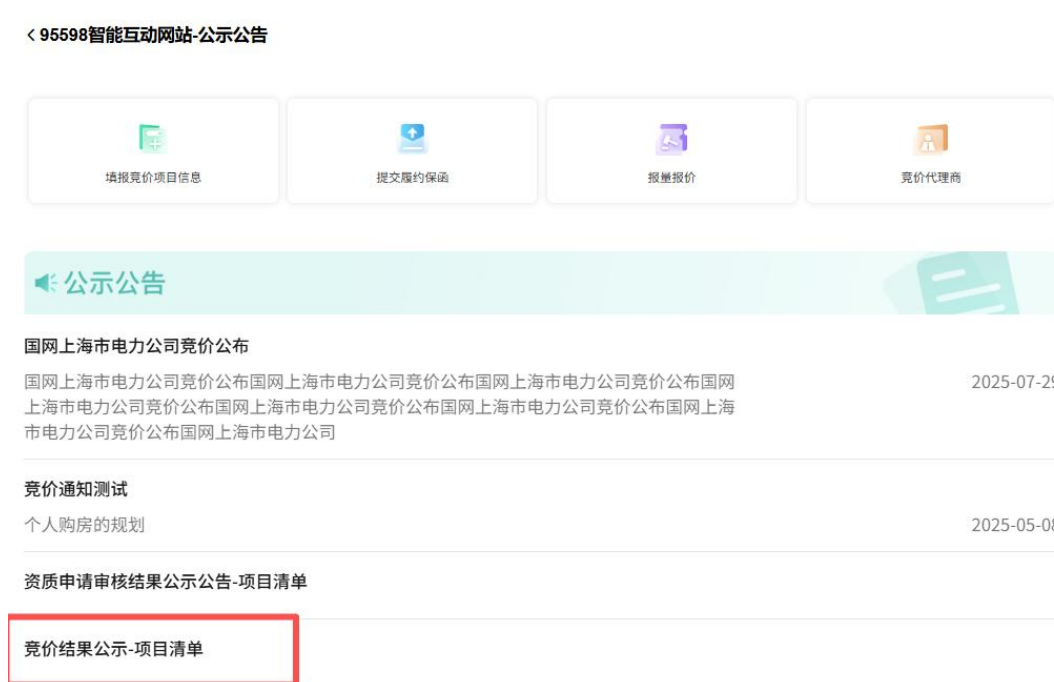 95598智能互动网站-公示公告
填报竞价项目信息
提交履约保函
报量报价
竞价代理商
公示公告
国网上海市电力公司竞价公布
国网上海市电力公司竞价公布国网上海市电力公司竞价公布国网上海市电力公司竞价公布国网
2025-07-29
上海市电力公司竞价公布国网上海市电力公司竞价公布国网上海市电力公司竞价公布国网上海
市电力公司竞价公布国网上海市电力公司
竞价通知测试
个人购房的规划
2025-05-08
资质申请审核结果公示公告-项目清单
竞价结果公示-项目清单